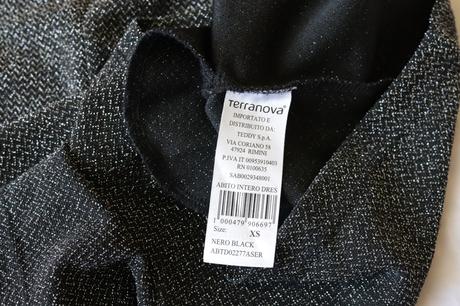 Terranova®
IMPORTATO E
DISTRIBUITO DA:
TEDDY S.p.A.
VIA CORIANO 58
47924 RIMINI
P.IVA IT 00953910403
RN 0100635
SAB0029348001
ABITO INTERO DRES
1 000479 906697
Size: XS
NERO BLACK
ABTD02277ASER